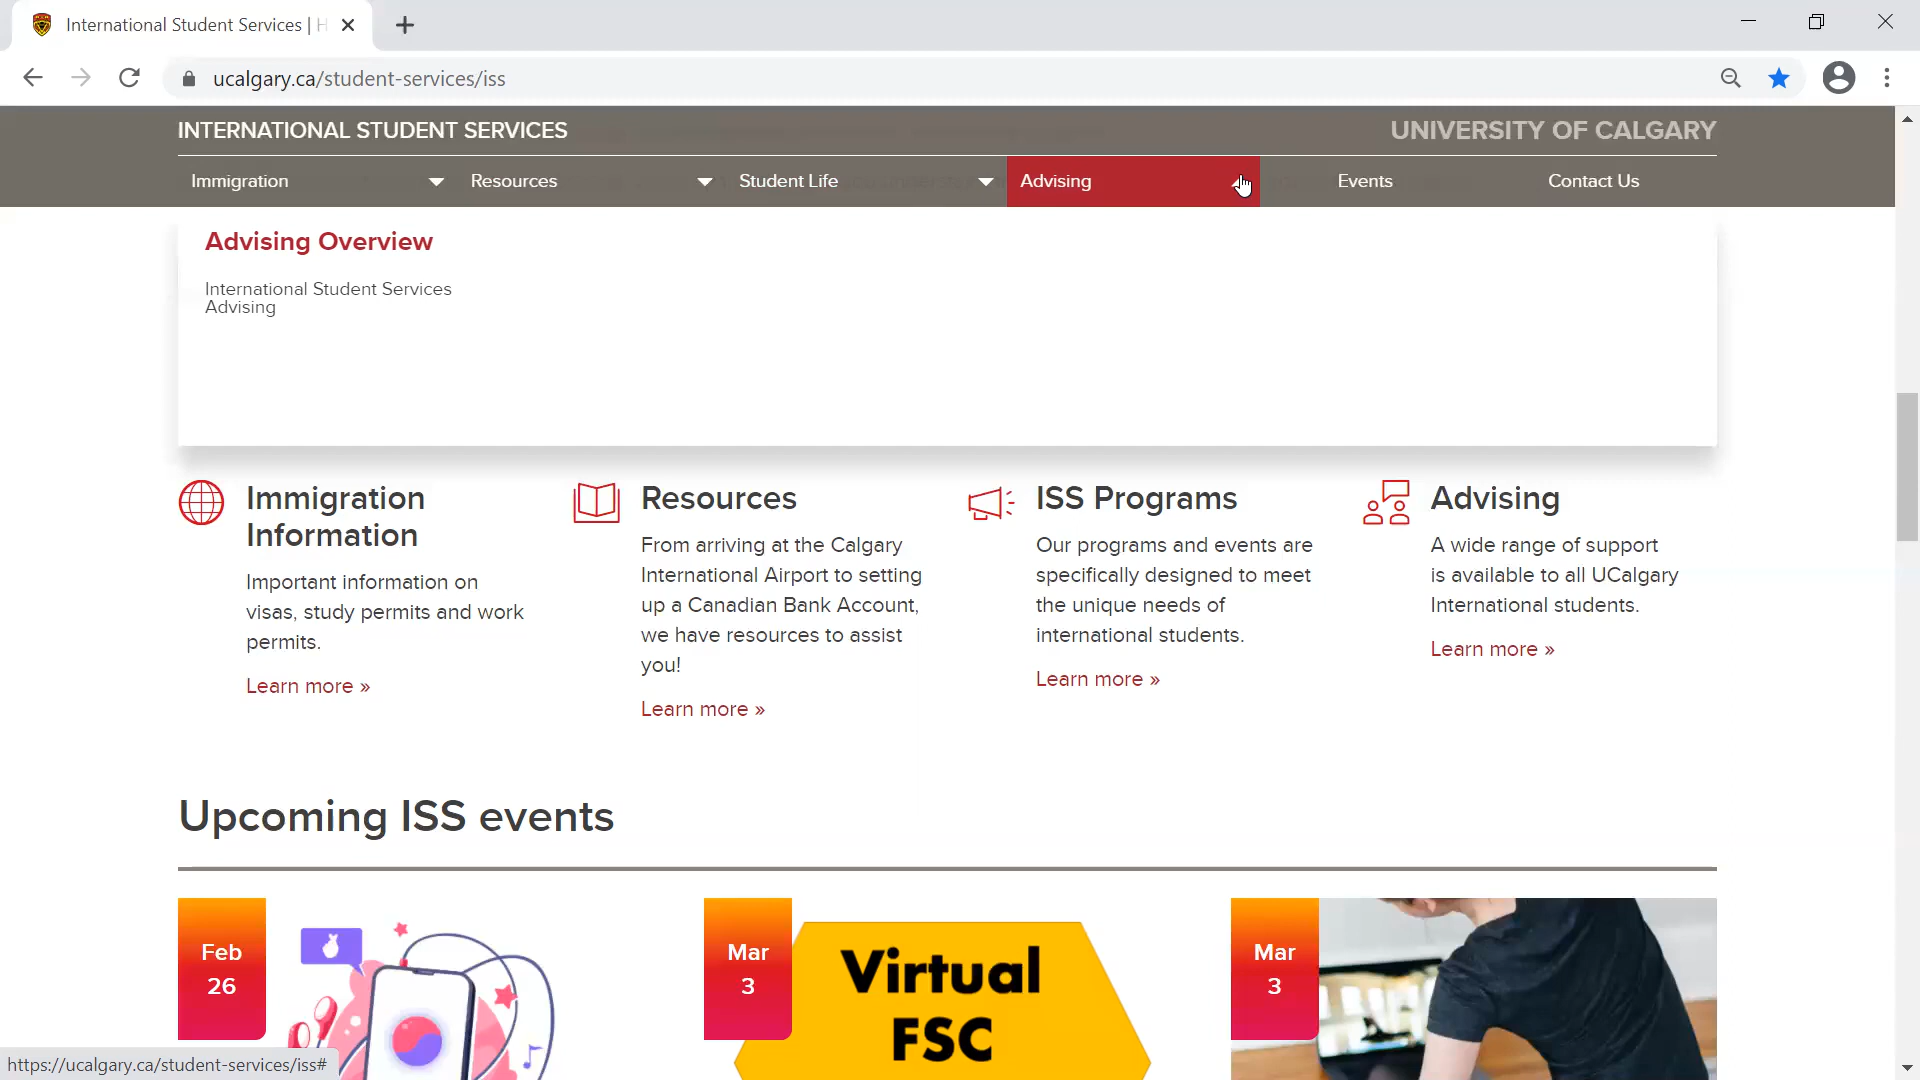 International Student Services | H
ucalgary.ca/student-services/iss
INTERNATIONAL STUDENT SERVICES
UNIVERSITY OF CALGARY
Immigration
Resources
Student Life
Advising
Events
Contact Us
Advising Overview
International Student Services
Advising
Immigration
Information
Important information on
visas, study permits and work
permits.
Learn more »
Resources
From arriving at the Calgary
International Airport to setting
up a Canadian Bank Account,
we have resources to assist
you!
Learn more »
ISS Programs
Our programs and events are
specifically designed to meet
the unique needs of
international students.
Learn more »
Advising
A wide range of support
is available to all UCalgary
International students.
Learn more »
Upcoming ISS events
Feb
26
Mar
3
Virtual
FSC
Mar
3
https://ucalgary.ca/student-services/iss#